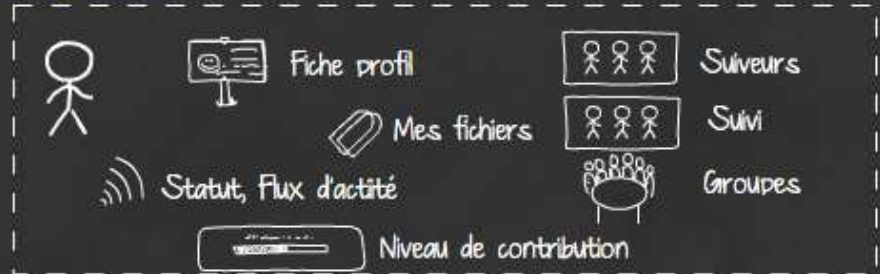 Fiche profil
Suiveurs
Mes fichiers
Suivi
Statut, Flux d'actité
Groupes
Niveau de contribution